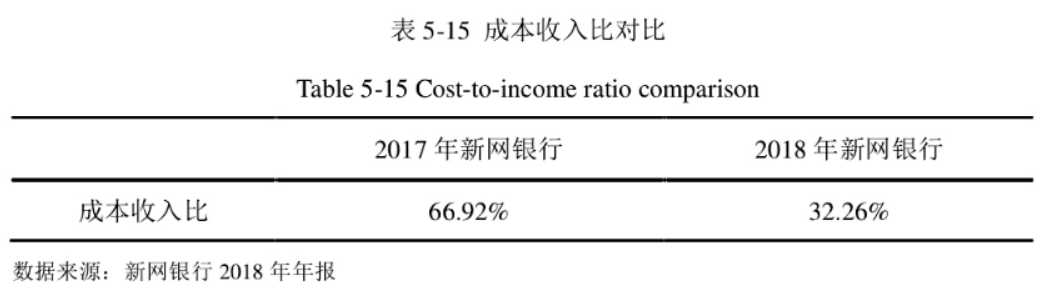 表 5-15 成本收入比对比
Table 5-15 Cost-to-income ratio comparison
2017 年新网银行 2018 年新网银行
成本收入比 66.92% 32.26%
数据来源：新网银行 2018 年年报